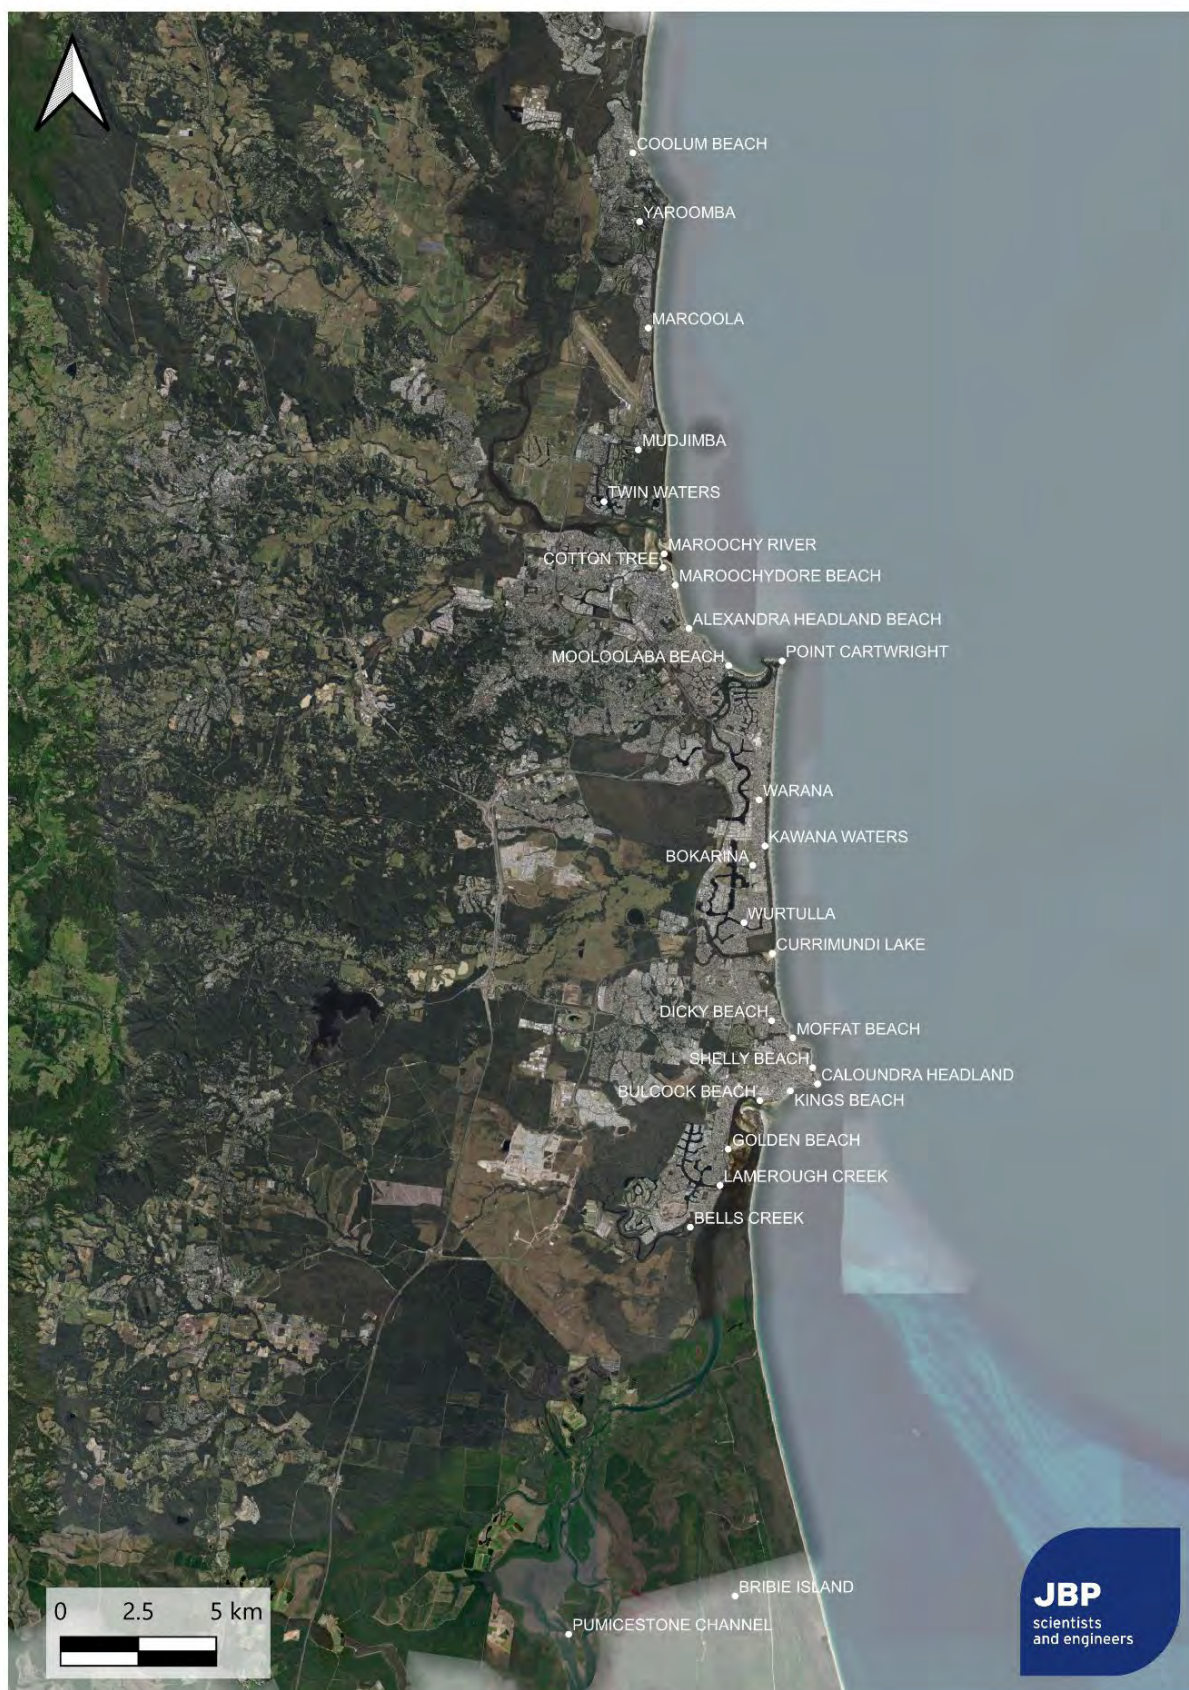 COOLUM BEACH
YAROOMBA
MARCOOLA
MUDJIMBA
TWIN WATERS
MAROOCHY RIVER
COTTON TREE
MAROOCHYDORE BEACH
ALEXANDRA HEADLAND BEACH
MOOLOOLABA BEACH
POINT CARTWRIGHT
WARANA
KAWANA WATERS
BOKARINA
WURTULLA
CURRIMUNDI LAKE
DICKY BEACH
MOFFAT BEACH
SHELLY BEACH
CALOUNDRA HEADLAND
BULCOCK BEACH
KINGS BEACH
GOLDEN BEACH
LAMEROUGH CREEK
BELLS CREEK
BRIBIE ISLAND
PUMICESTONE CHANNEL
0 2.5 5 km
JBP
scientists
and engineers